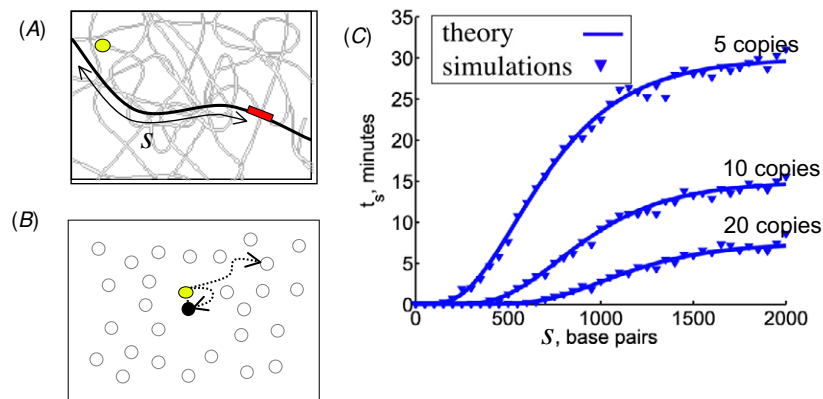 (A)
S
(B)
(C)
theory
simulations
5 copies
10 copies
20 copies
t_s, minutes
35
30
25
20
15
10
5
0
0 500 1000 1500 2000
S, base pairs